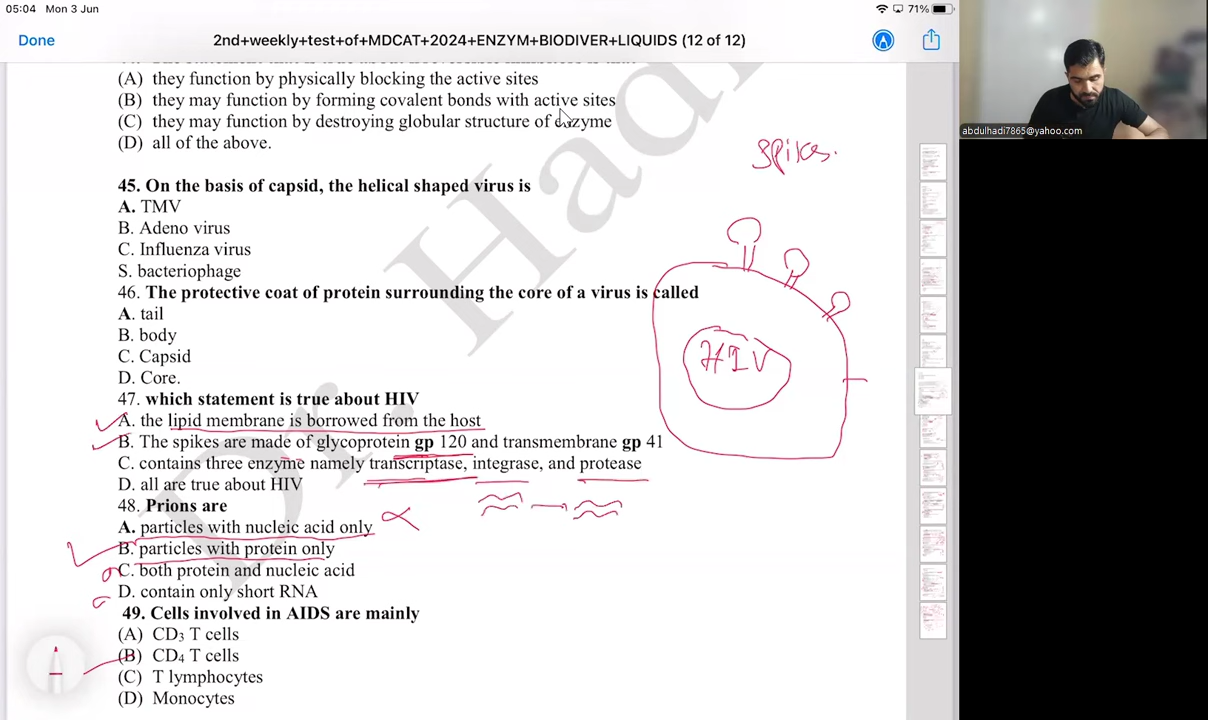 05:04 Mon 3 Jun
71%
Done
2nd+weekly+test+of+MDCAT+2024+ENZYM+BIODIVER+LIQUIDS (12 of 12)
(A) they function by physically blocking the active sites
(B) they may function by forming covalent bonds with active sites
(C) they may function by destroying globular structure of enzyme
(D) all of the above.
45. On the basis of capsid, the helical shaped virus is
A. TMV
B. Adeno virus
C. Influenza virus
S. bacteriophage
46. The protective coat of protein surrounding the core of a virus is called
A. tail
B. body
C. Capsid
D. Core.
47. which statement is true about HIV
A. the lipid membrane is borrowed from the host
B. The spikes are made of glycoprotein gp 120 and transmembrane gp 41
C. contains three enzyme namely transcriptase, integrase, and protease
D. all are true about HIV
48. Prions are
A. particles with nucleic acid only
B. particles with protein only
C. both protein and nucleic acid
D. contain only short RNA
49. Cells involved in AIDS are mainly
(A) CD3 T cells
(B) CD4 T cells
(C) T lymphocytes
(D) Monocytes
spikes.
HIV
Dr. Hadi
abdulhadi7865@yahoo.com